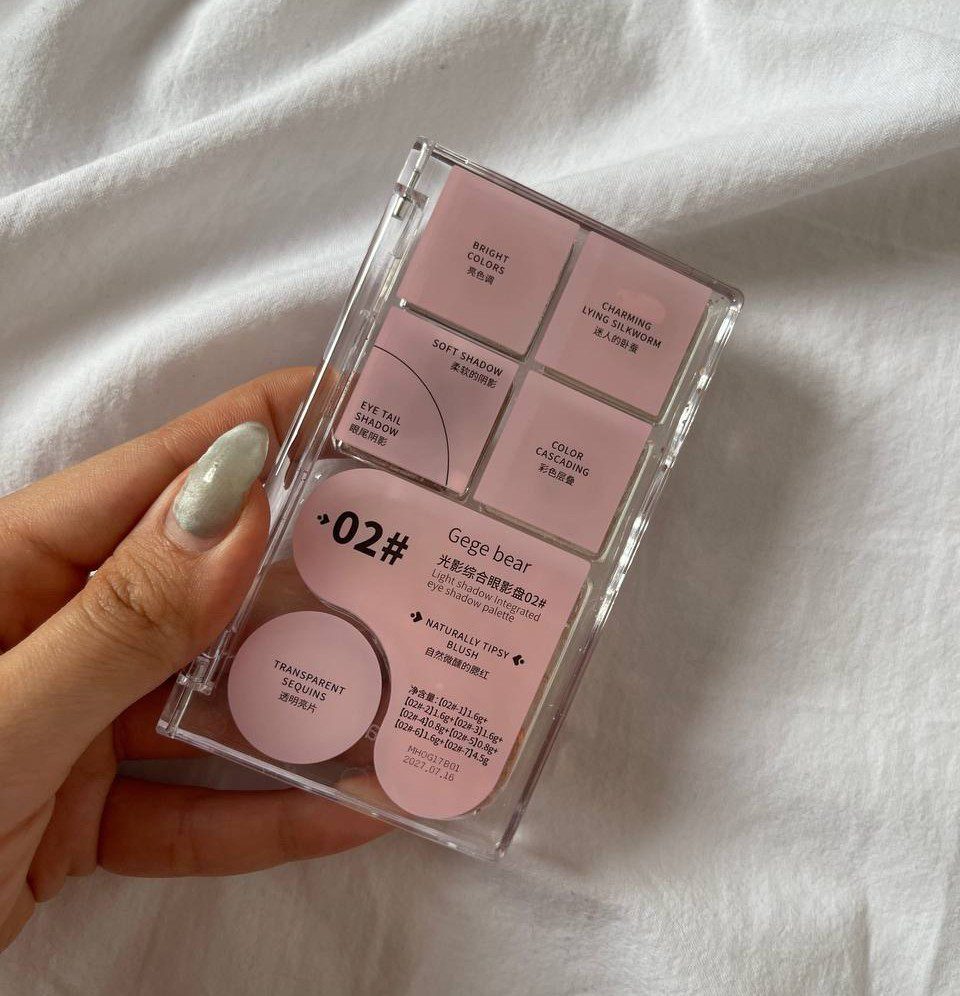 BRIGHT
COLORS
亮色调
CHARMING
LYING SILKWORM
迷人的卧蚕
SOFT SHADOW
柔软的阴影
EYE TAIL
SHADOW
眼尾阴影
COLOR
CASCADING
彩色层叠
02#
Gege bear
光影综合眼影盘02#
Light shadow integrated
eye shadow palette
NATURALLY TIPSY
BLUSH
自然微醺的腮红
TRANSPARENT
SEQUINS
透明亮片
净含量:【02#-1】1.6g+
【02#-2】1.6g+【02#-3】1.6g+
【02#-4】0.8g+【02#-5】0.8g+
【02#-6】1.6g+【02#-7】4.5g
MHOG17B01
2027.07.16